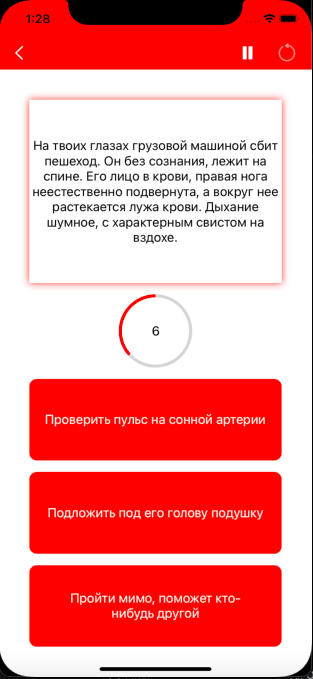 1:28
На твоих глазах грузовой машиной сбит
пешеход. Он без сознания, лежит на
спине. Его лицо в крови, правая нога
неестественно подвернута, а вокруг нее
растекается лужа крови. Дыхание
шумное, с характерным свистом на
вздохе.
6
Проверить пульс на сонной артерии
Подложить под его голову подушку
Пройти мимо, поможет кто-
нибудь другой